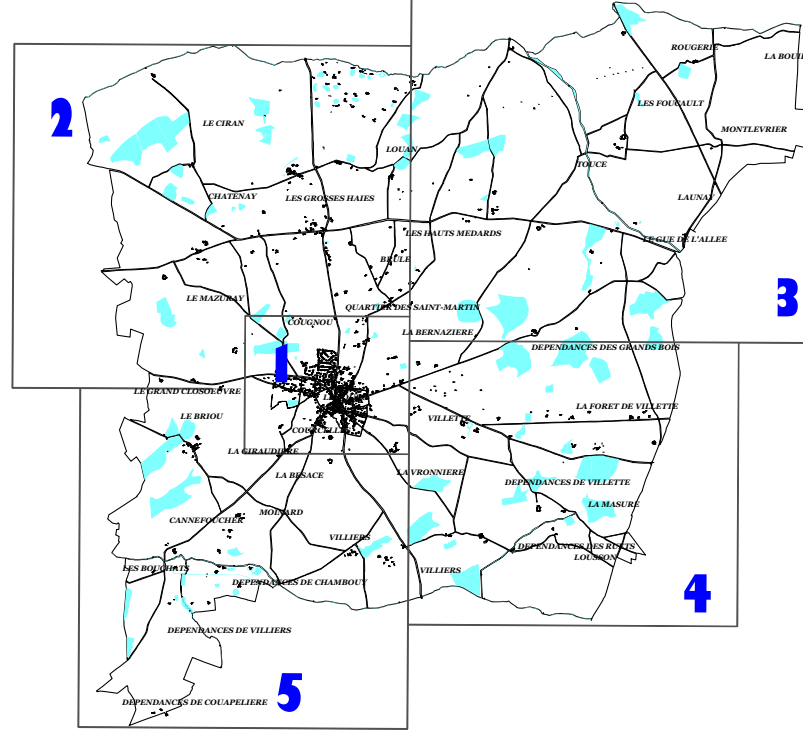 ROUGERIE
LA BOUI
2
LES FOUCAULT
LE CIRAN
MONTLEVRIER
LOUAN
TOUCE
CHATENAY
LES GROSSES HAIES
LAUNAY
LES HAUTS MEDARDS
LE GUE DE L'ALLEE
BRULE
LE MAZURAY
3
QUARTIER DES SAINT-MARTIN
COUGNOU
LA BERNAZIERE
DEPENDANCES DES GRANDS BOIS
1
LE GRAND CLOSOEUVRE
LA FORET DE VILLETTE
LE BRIOU
VILLETTE
COURCELLE
LA GIRAUDIERE
LA BESACE
LA VRONNIERE
DEPENDANCES DE VILLETTE
LA MASURE
MOINARD
CANNEFOUCHER
VILLIERS
DEPENDANCES DES RUETS
LOUSSON
LES BOUCHATS
VILLIERS
DEPENDANCES DE CHAMBOUY
4
DEPENDANCES DE VILLIERS
5
DEPENDANCES DE COUAPELIERE